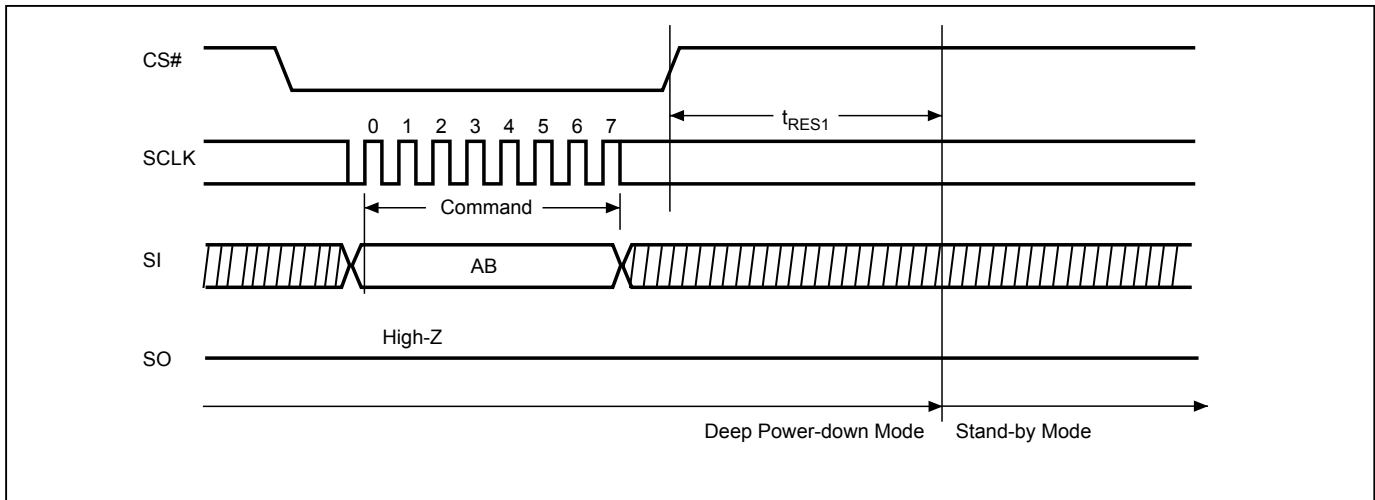 CS#
t_RES1
0 1 2 3 4 5 6 7
SCLK
Command
SI
AB
High-Z
SO
Deep Power-down Mode Stand-by Mode